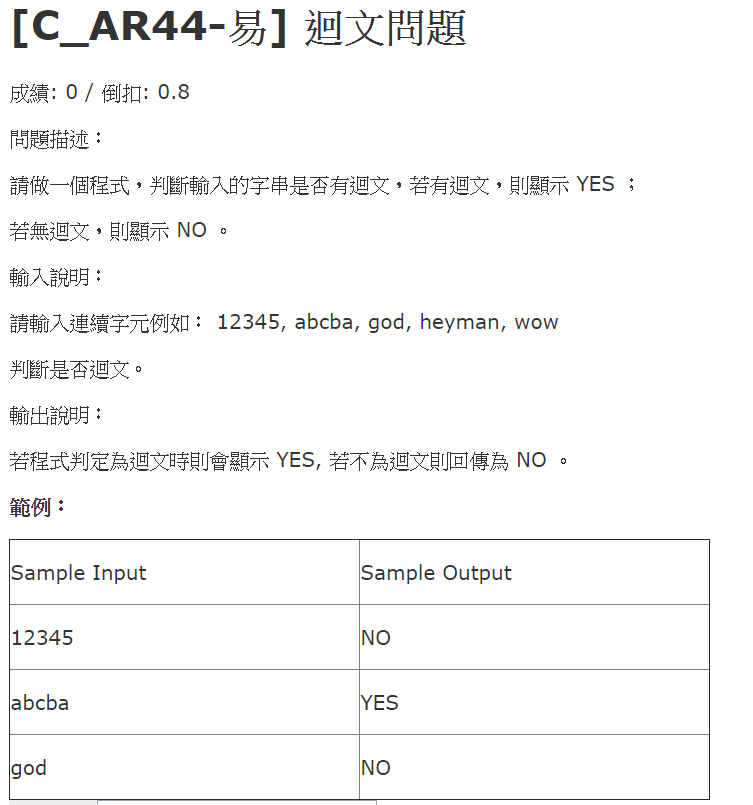 [C_AR44-易] 迴文問題
成績: 0 / 倒扣: 0.8
問題描述：
請做一個程式，判斷輸入的字串是否有迴文，若有迴文，則顯示 YES ；
若無迴文，則顯示 NO 。
輸入說明：
請輸入連續字元例如： 12345, abcba, god, heyman, wow
判斷是否迴文。
輸出說明：
若程式判定為迴文時則會顯示 YES, 若不為迴文則回傳為 NO 。
範例：
Sample Input Sample Output
12345 NO
abcba YES
god NO